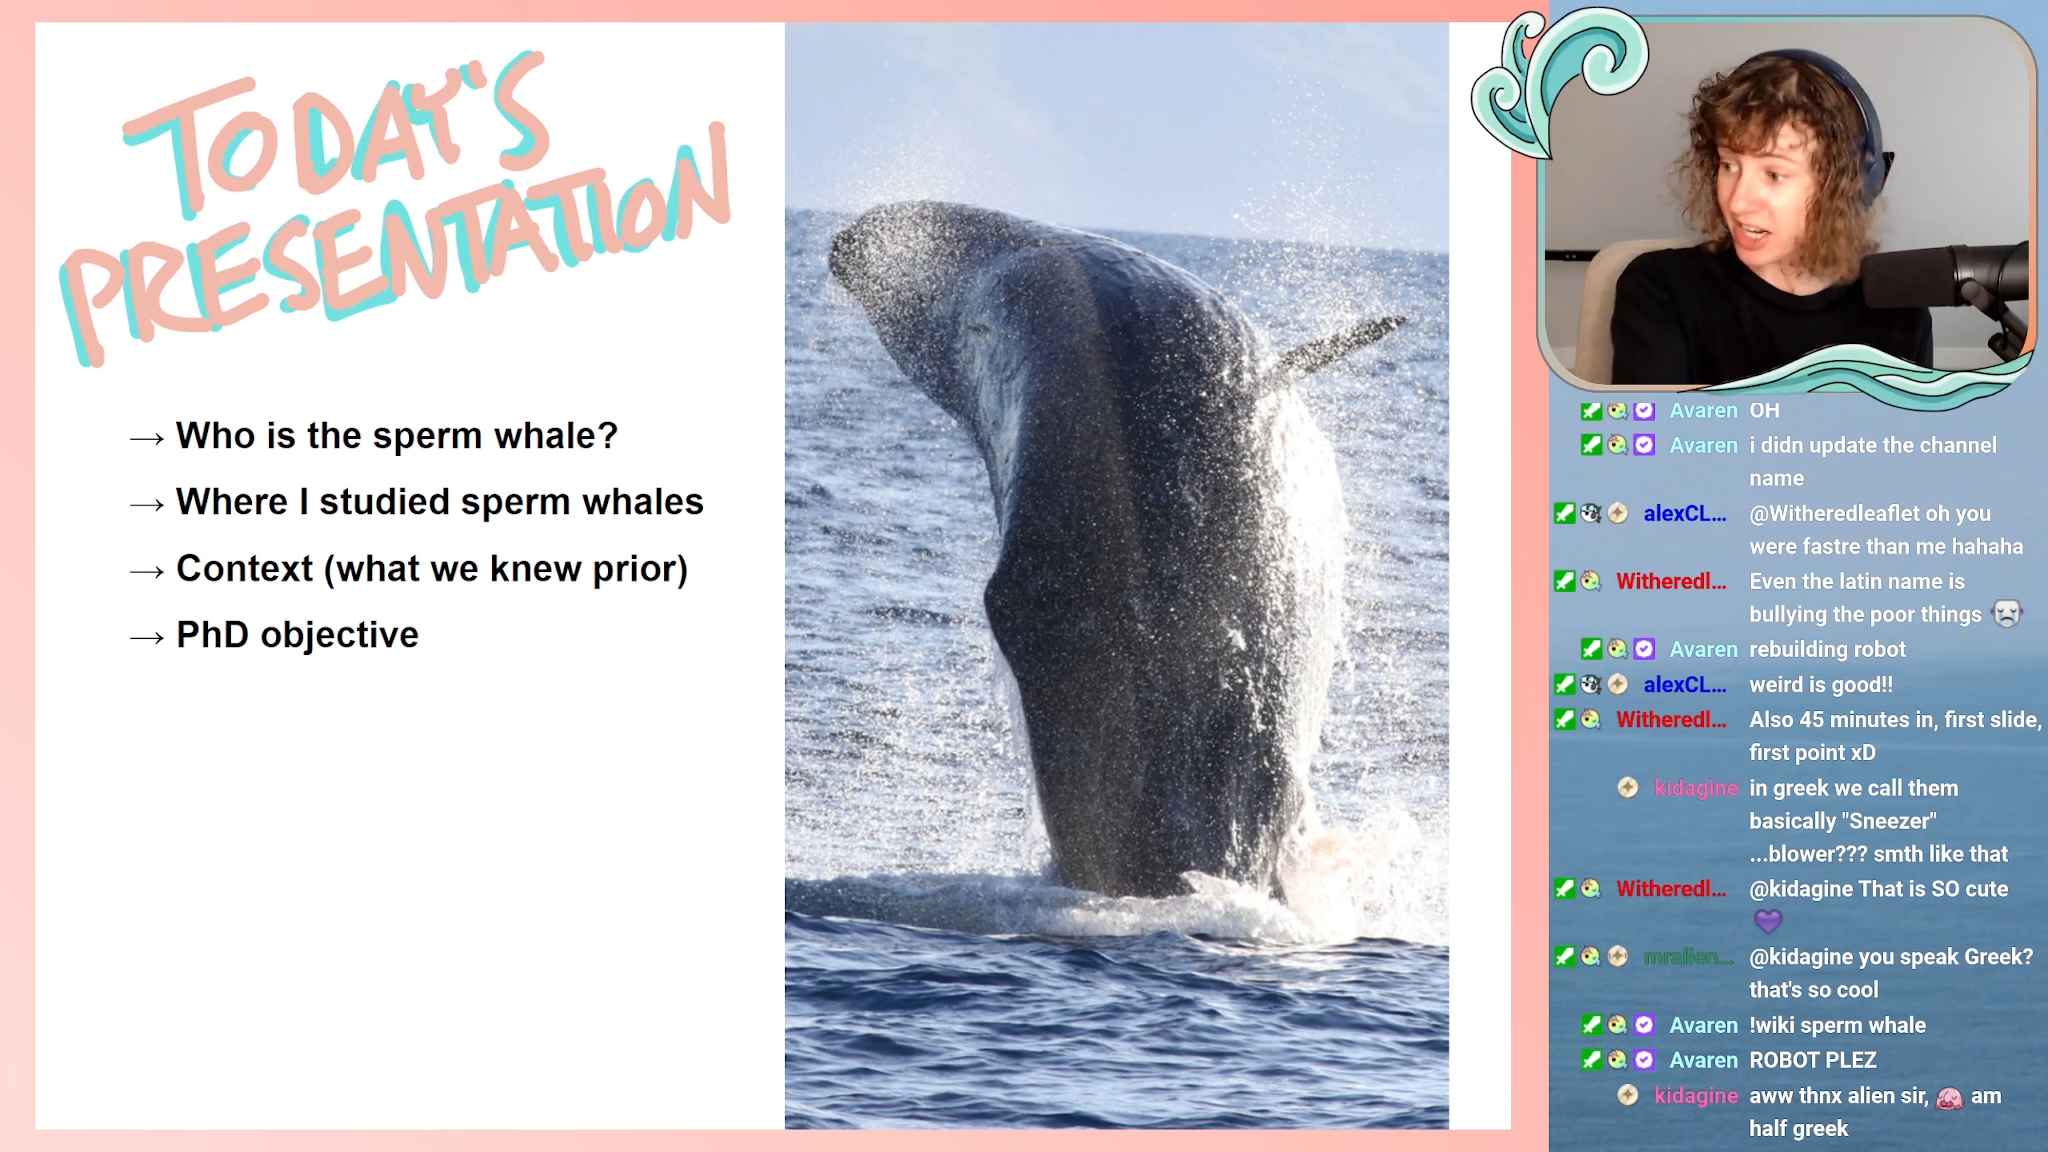 TODAY'S
PRESENTATION
→ Who is the sperm whale?
→ Where I studied sperm whales
→ Context (what we knew prior)
→ PhD objective
Avaren OH
Avaren i didn update the channel
name
alexCL... @Witheredleaflet oh you
were fastre than me hahaha
Witheredl... Even the latin name is
bullying the poor things
Avaren rebuilding robot
alexCL... weird is good!!
Witheredl... Also 45 minutes in, first slide,
first point xD
kidagine in greek we call them
basically "Sneezer"
...blower??? smth like that
Witheredl... @kidagine That is SO cute
mralien... @kidagine you speak Greek?
that's so cool
Avaren !wiki sperm whale
Avaren ROBOT PLEZ
kidagine aww thnx alien sir, am
half greek